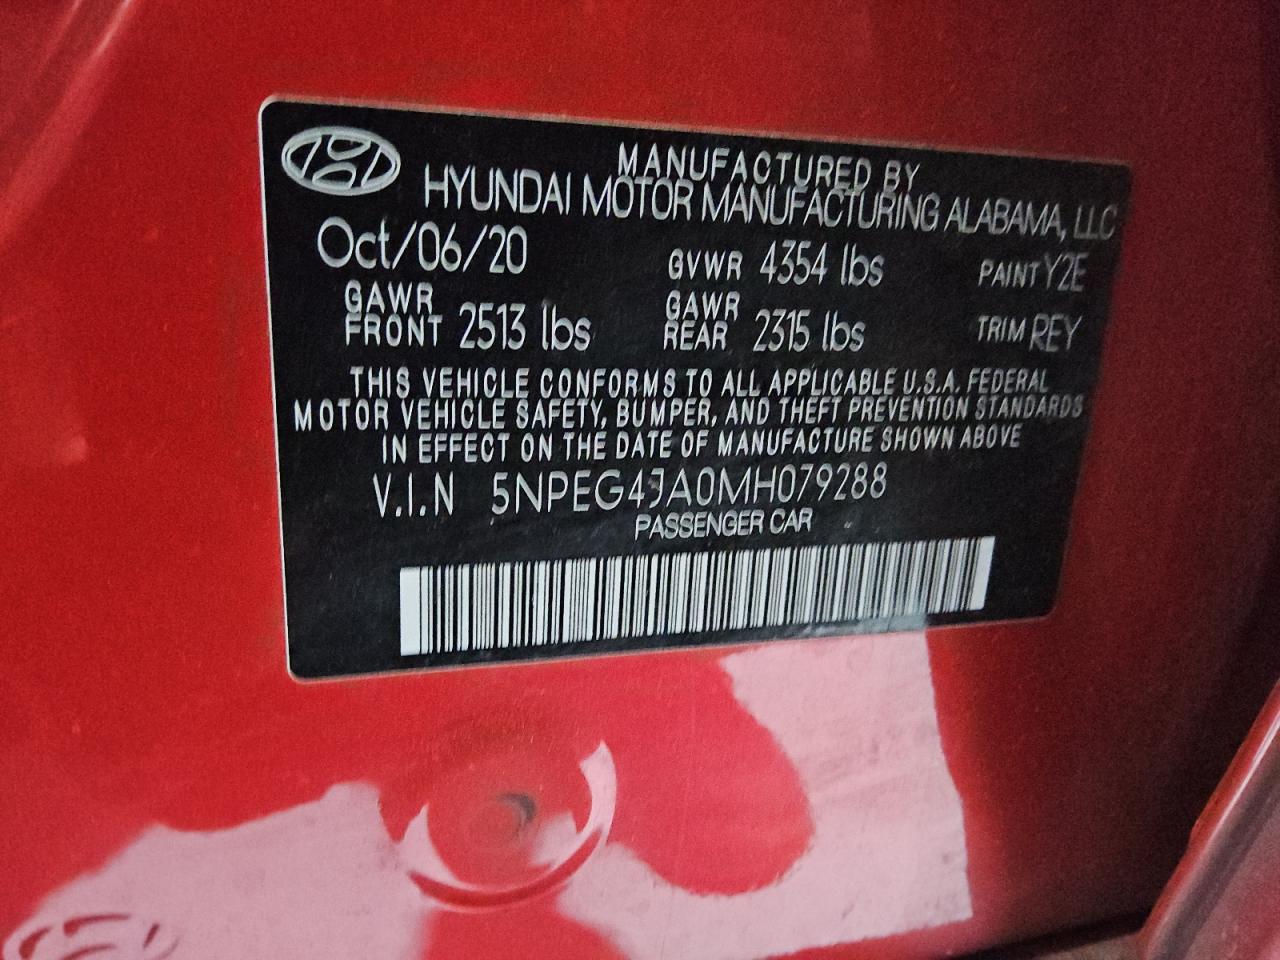 MANUFACTURED BY
HYUNDAI MOTOR MANUFACTURING ALABAMA, LLC
Oct/06/20 GVWR 4354 lbs PAINT Y2E
GAWR FRONT 2513 lbs GAWR REAR 2315 lbs TRIM REY
THIS VEHICLE CONFORMS TO ALL APPLICABLE U.S.A. FEDERAL
MOTOR VEHICLE SAFETY, BUMPER, AND THEFT PREVENTION STANDARDS
IN EFFECT ON THE DATE OF MANUFACTURE SHOWN ABOVE
V.I.N 5NPEG4JA0MH079288
PASSENGER CAR